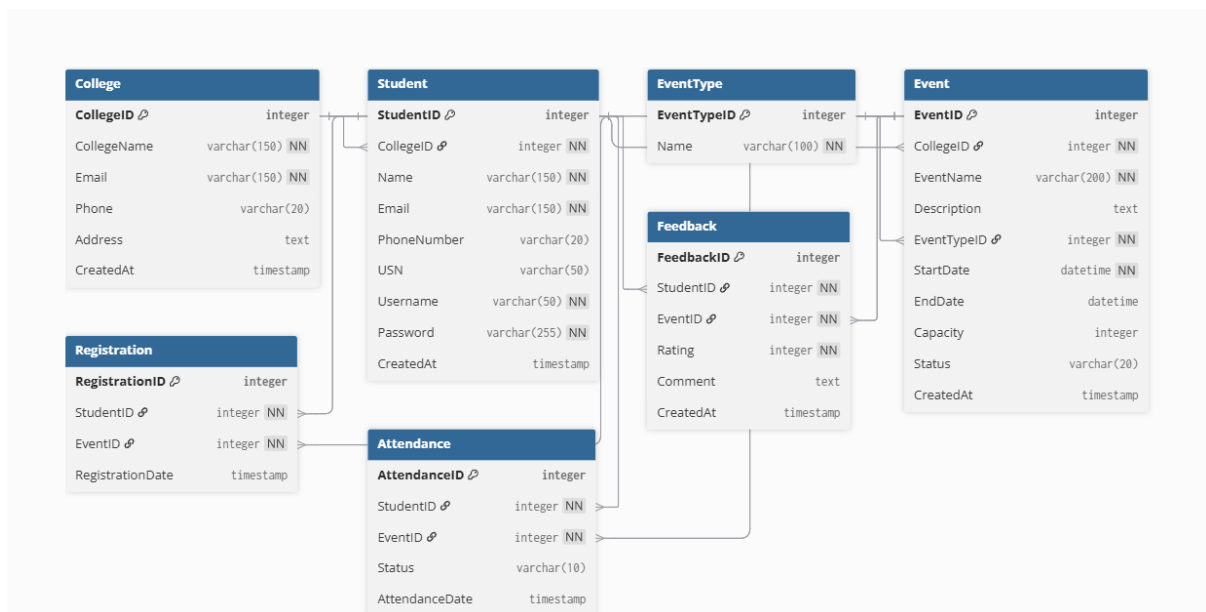 College
CollegeID integer
CollegeName varchar(150) NN
Email varchar(150) NN
Phone varchar(20)
Address text
CreatedAt timestamp
Student
StudentID integer
CollegeID integer NN
Name varchar(150) NN
Email varchar(150) NN
PhoneNumber varchar(20)
USN varchar(50)
Username varchar(50) NN
Password varchar(255) NN
CreatedAt timestamp
EventType
EventTypeID integer
Name varchar(100) NN
Event
EventID integer
CollegeID integer NN
EventName varchar(200) NN
Description text
EventTypeID integer NN
StartDate datetime NN
EndDate datetime
Capacity integer
Status varchar(20)
CreatedAt timestamp
Feedback
FeedbackID integer
StudentID integer NN
EventID integer NN
Rating integer NN
Comment text
CreatedAt timestamp
Registration
RegistrationID integer
StudentID integer NN
EventID integer NN
RegistrationDate timestamp
Attendance
AttendanceID integer
StudentID integer NN
EventID integer NN
Status varchar(10)
AttendanceDate timestamp